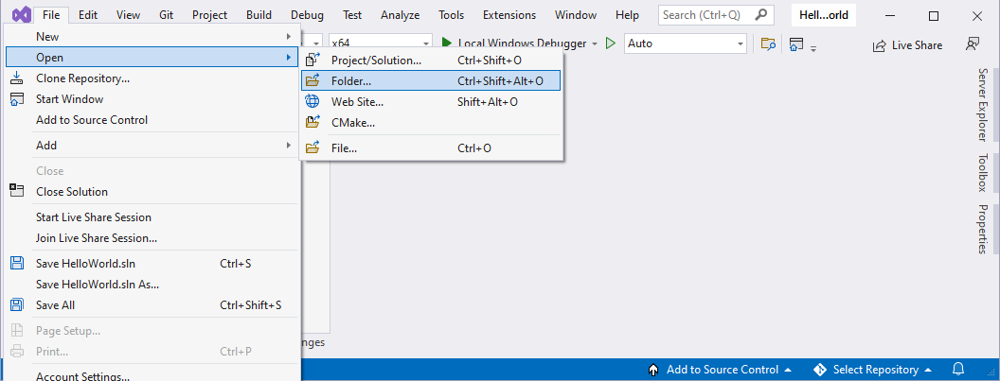 File Edit View Git Project Build Debug Test Analyze Tools Extensions Window Help Search (Ctrl+Q) Hell...orld
x64 Local Windows Debugger Auto Live Share
New
Open
Clone Repository...
Start Window
Add to Source Control
Add
Close
Close Solution
Start Live Share Session
Join Live Share Session...
Save HelloWorld.sln Ctrl+S
Save HelloWorld.sln As...
Save All Ctrl+Shift+S
Page Setup...
Print... Ctrl+P
Account Settings...
Project/Solution... Ctrl+Shift+O
Folder... Ctrl+Shift+Alt+O
Web Site... Shift+Alt+O
CMake...
File... Ctrl+O
Server Explorer
Toolbox
Properties
nges
Add to Source Control Select Repository